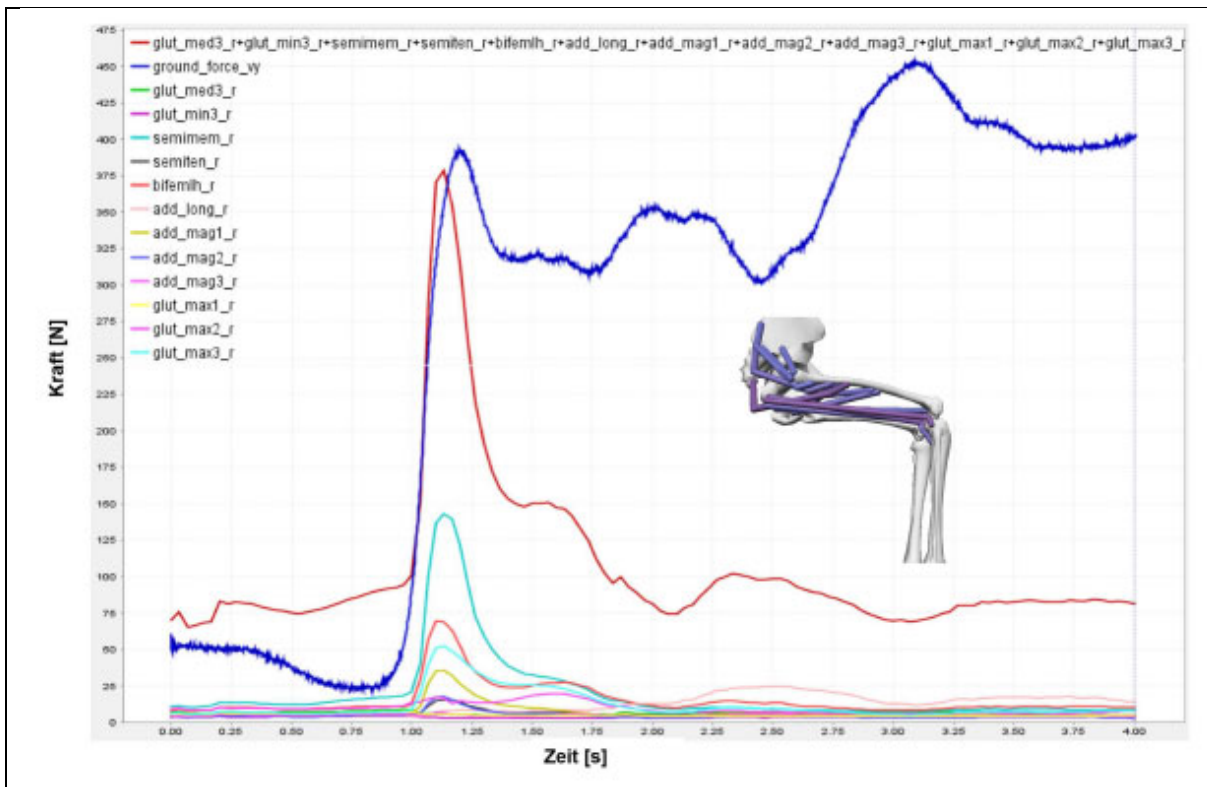 475
450
425
400
375
350
325
300
275
250
225
200
175
150
125
100
75
50
25
0
Kraft [N]
glut_med3_r+glut_min3_r+semimem_r+semiten_r+bifemlh_r+add_long_r+add_mag1_r+add_mag2_r+add_mag3_r+glut_max1_r+glut_max2_r+glut_max3_r
ground_force_vy
glut_med3_r
glut_min3_r
semimem_r
semiten_r
bifemlh_r
add_long_r
add_mag1_r
add_mag2_r
add_mag3_r
glut_max1_r
glut_max2_r
glut_max3_r
0.00 0.25 0.50 0.75 1.00 1.25 1.50 1.75 2.00 2.25 2.50 2.75 3.00 3.25 3.50 3.75 4.00
Zeit [s]